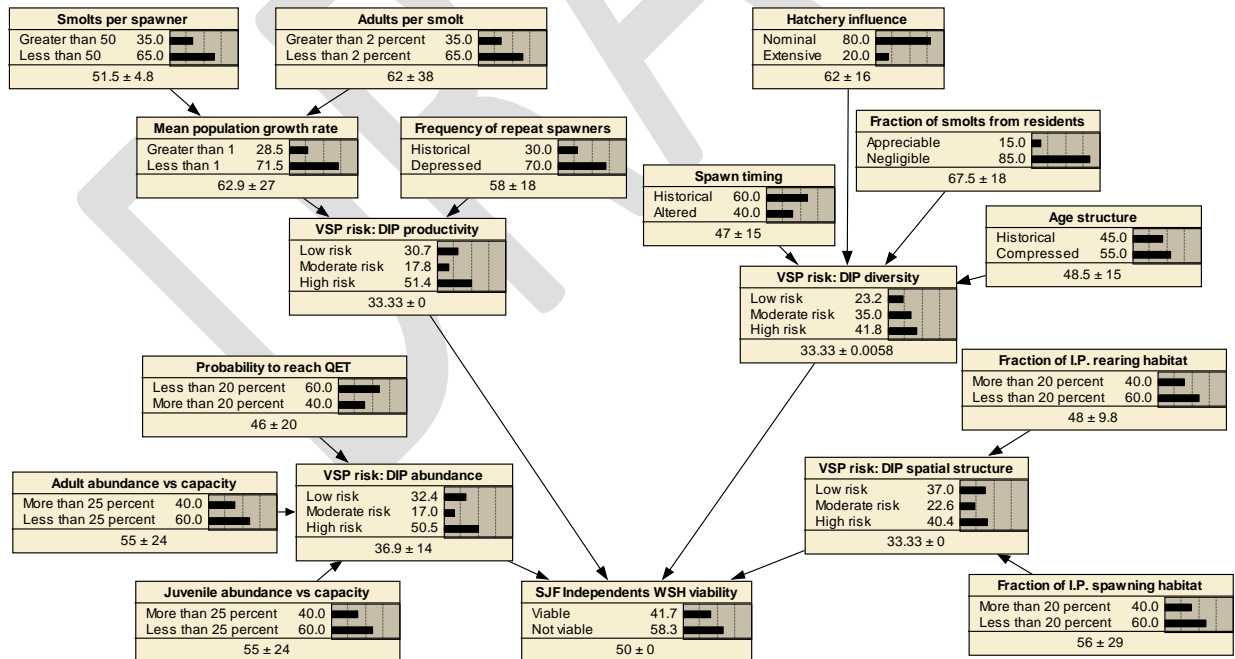 Smolts per spawner
Greater than 50 35.0
Less than 50 65.0
51.5 ± 4.8
Adults per smolt
Greater than 2 percent 35.0
Less than 2 percent 65.0
62 ± 38
Hatchery influence
Nominal 80.0
Extensive 20.0
62 ± 16
Mean population growth rate
Greater than 1 28.5
Less than 1 71.5
62.9 ± 27
Frequency of repeat spawners
Historical 30.0
Depressed 70.0
58 ± 18
Fraction of smolts from residents
Appreciable 15.0
Negligible 85.0
67.5 ± 18
Spawn timing
Historical 60.0
Altered 40.0
47 ± 15
Age structure
Historical 45.0
Compressed 55.0
48.5 ± 15
VSP risk: DIP productivity
Low risk 30.7
Moderate risk 17.8
High risk 51.4
33.33 ± 0
VSP risk: DIP diversity
Low risk 23.2
Moderate risk 35.0
High risk 41.8
33.33 ± 0.0058
Probability to reach QET
Less than 20 percent 60.0
More than 20 percent 40.0
46 ± 20
Fraction of I.P. rearing habitat
More than 20 percent 40.0
Less than 20 percent 60.0
48 ± 9.8
Adult abundance vs capacity
More than 25 percent 40.0
Less than 25 percent 60.0
55 ± 24
VSP risk: DIP abundance
Low risk 32.4
Moderate risk 17.0
High risk 50.5
36.9 ± 14
VSP risk: DIP spatial structure
Low risk 37.0
Moderate risk 22.6
High risk 40.4
33.33 ± 0
Juvenile abundance vs capacity
More than 25 percent 40.0
Less than 25 percent 60.0
55 ± 24
SJF Independents WSH viability
Viable 41.7
Not viable 58.3
50 ± 0
Fraction of I.P. spawning habitat
More than 20 percent 40.0
Less than 20 percent 60.0
56 ± 29